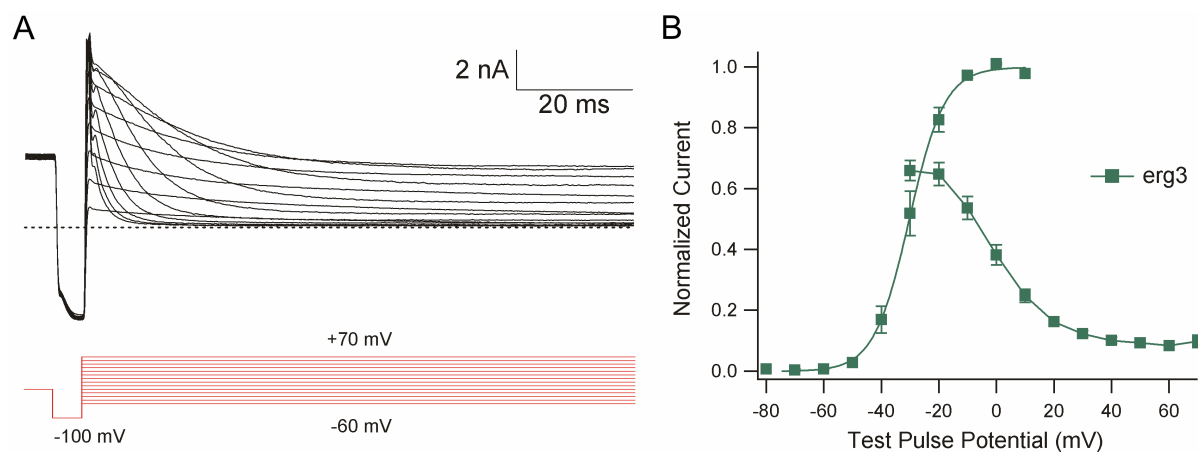 A
2 nA
20 ms
+70 mV
-60 mV
-100 mV
B
1.0
0.8
0.6
0.4
0.2
0.0
Normalized Current
erg3
-80 -60 -40 -20 0 20 40 60
Test Pulse Potential (mV)